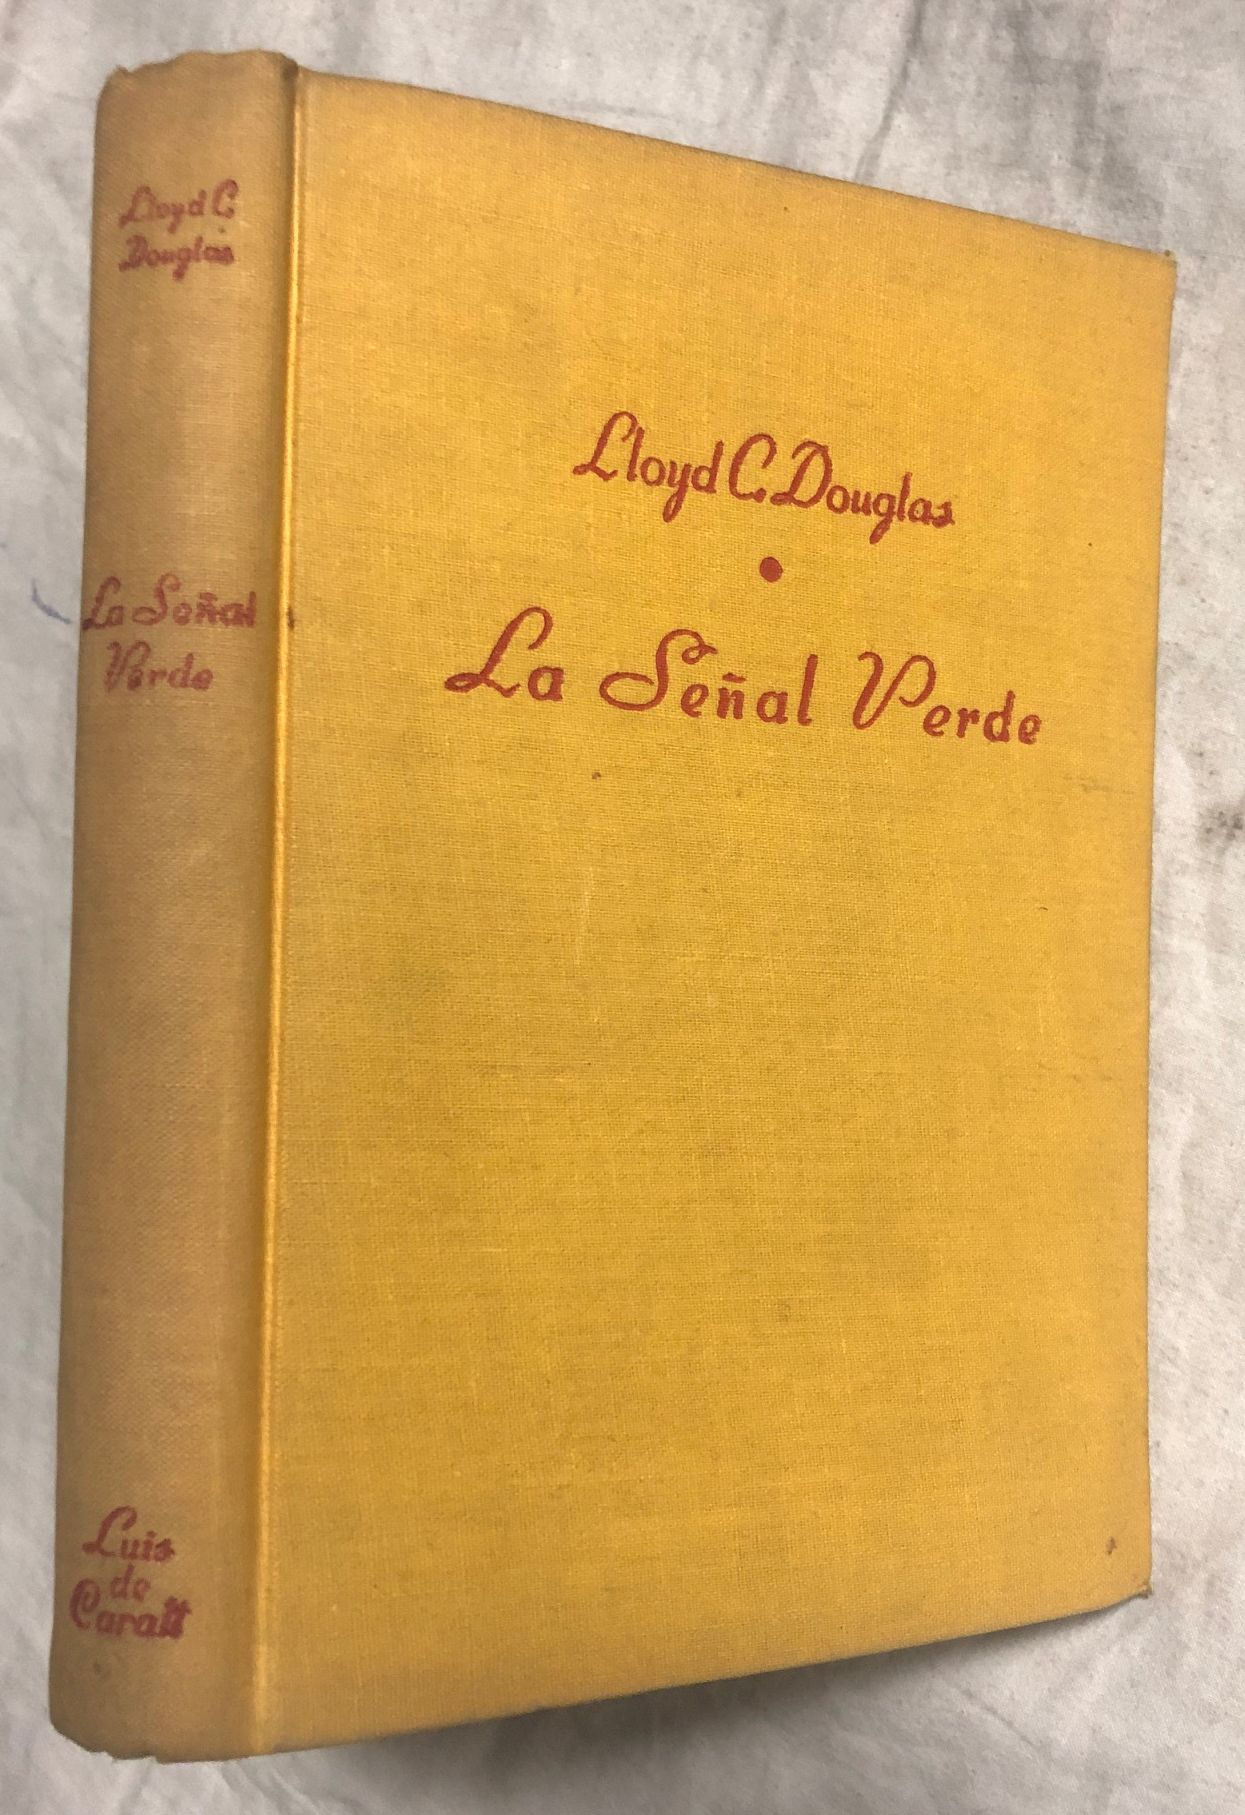 Lloyd C.
Douglas
La Señal
Verde
Luis
de
Caralt
Lloyd C. Douglas
•
La Señal Verde